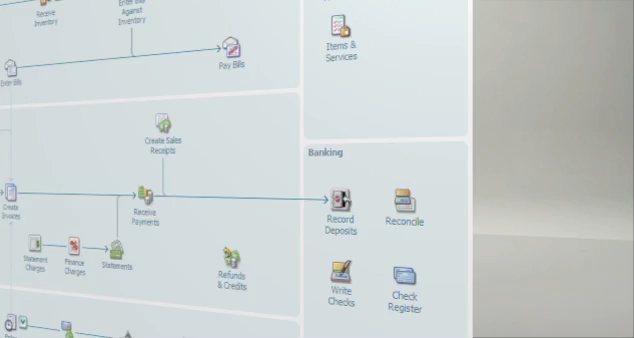 Receive
Inventory
Enter Bills
Against
Inventory
Items &
Services
Enter Bills
Pay Bills
Create Sales
Receipts
Banking
Create
Invoices
Receive
Payments
Record
Deposits
Reconcile
Statement
Charges
Finance
Charges
Statements
Refunds
& Credits
Write
Checks
Check
Register